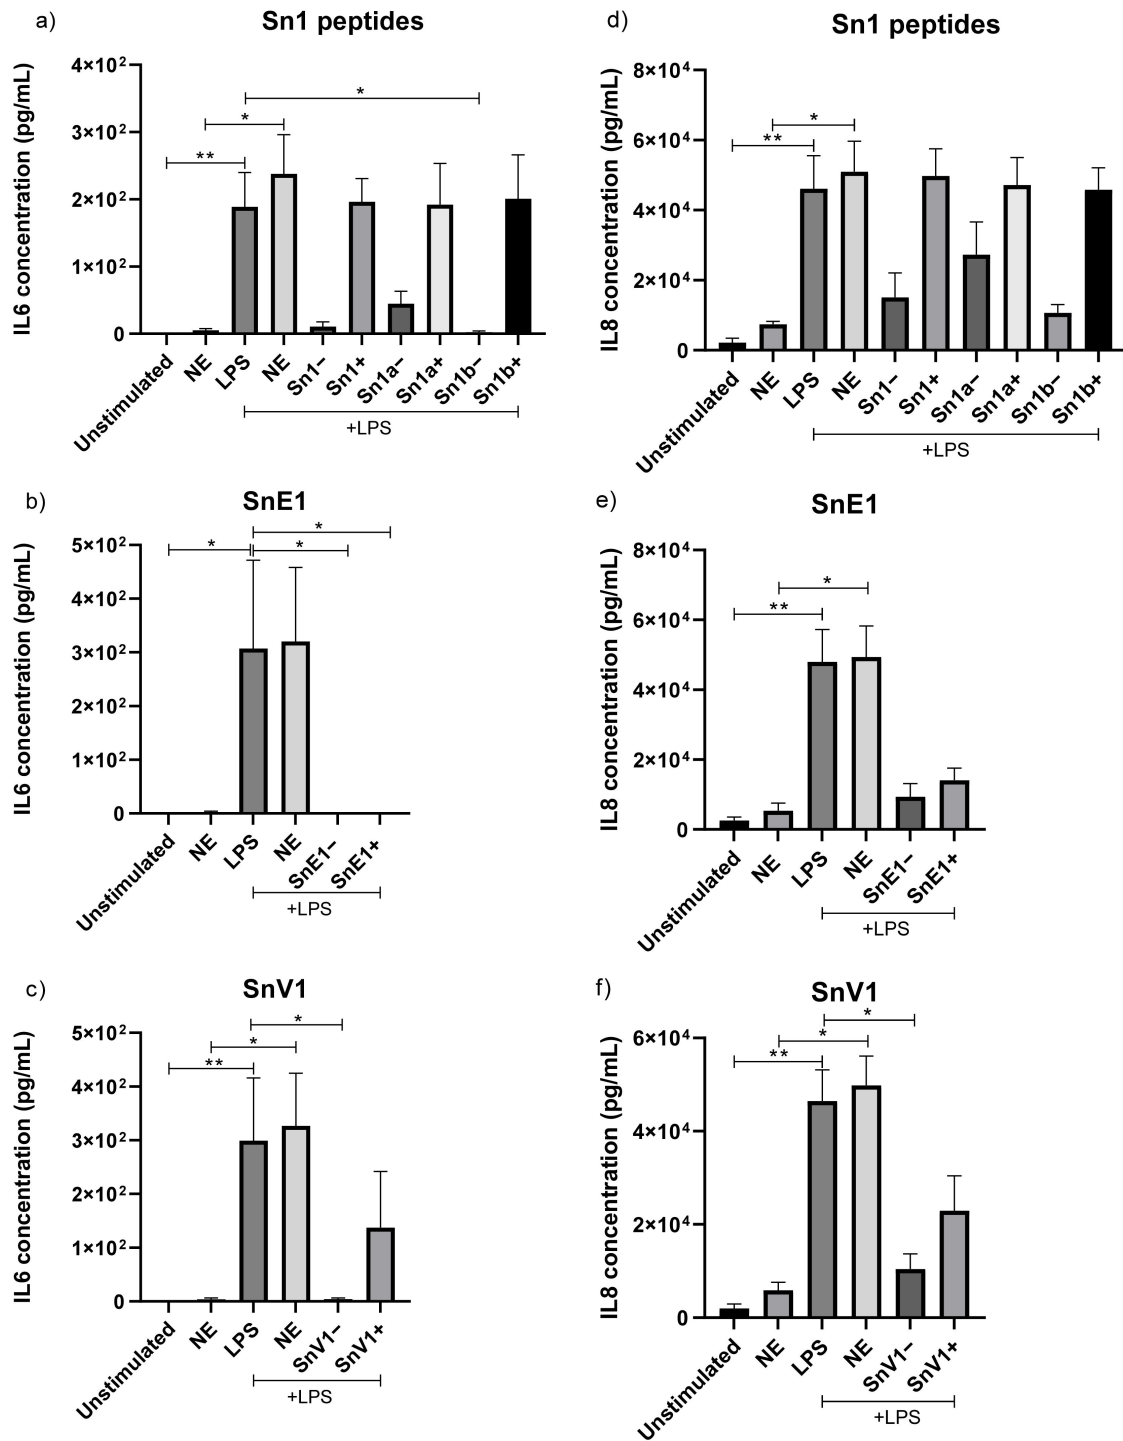 a)
Sn1 peptides
IL6 concentration (pg/mL)
4×10²
3×10²
2×10²
1×10²
0
**
*
*
Unstimulated
NE
LPS
NE
Sn1−
Sn1+
Sn1a−
Sn1a+
Sn1b−
Sn1b+
+LPS
d)
Sn1 peptides
IL8 concentration (pg/mL)
8×10⁴
6×10⁴
4×10⁴
2×10⁴
0
**
*
Unstimulated
NE
LPS
NE
Sn1−
Sn1+
Sn1a−
Sn1a+
Sn1b−
Sn1b+
+LPS
b)
SnE1
IL6 concentration (pg/mL)
5×10²
4×10²
3×10²
2×10²
1×10²
0
*
*
*
Unstimulated
NE
LPS
NE
SnE1−
SnE1+
+LPS
e)
SnE1
IL8 concentration (pg/mL)
8×10⁴
6×10⁴
4×10⁴
2×10⁴
0
**
*
Unstimulated
NE
LPS
NE
SnE1−
SnE1+
+LPS
c)
SnV1
IL6 concentration (pg/mL)
5×10²
4×10²
3×10²
2×10²
1×10²
0
**
*
*
Unstimulated
NE
LPS
NE
SnV1−
SnV1+
+LPS
f)
SnV1
IL8 concentration (pg/mL)
6×10⁴
4×10⁴
2×10⁴
0
**
*
*
Unstimulated
NE
LPS
NE
SnV1−
SnV1+
+LPS